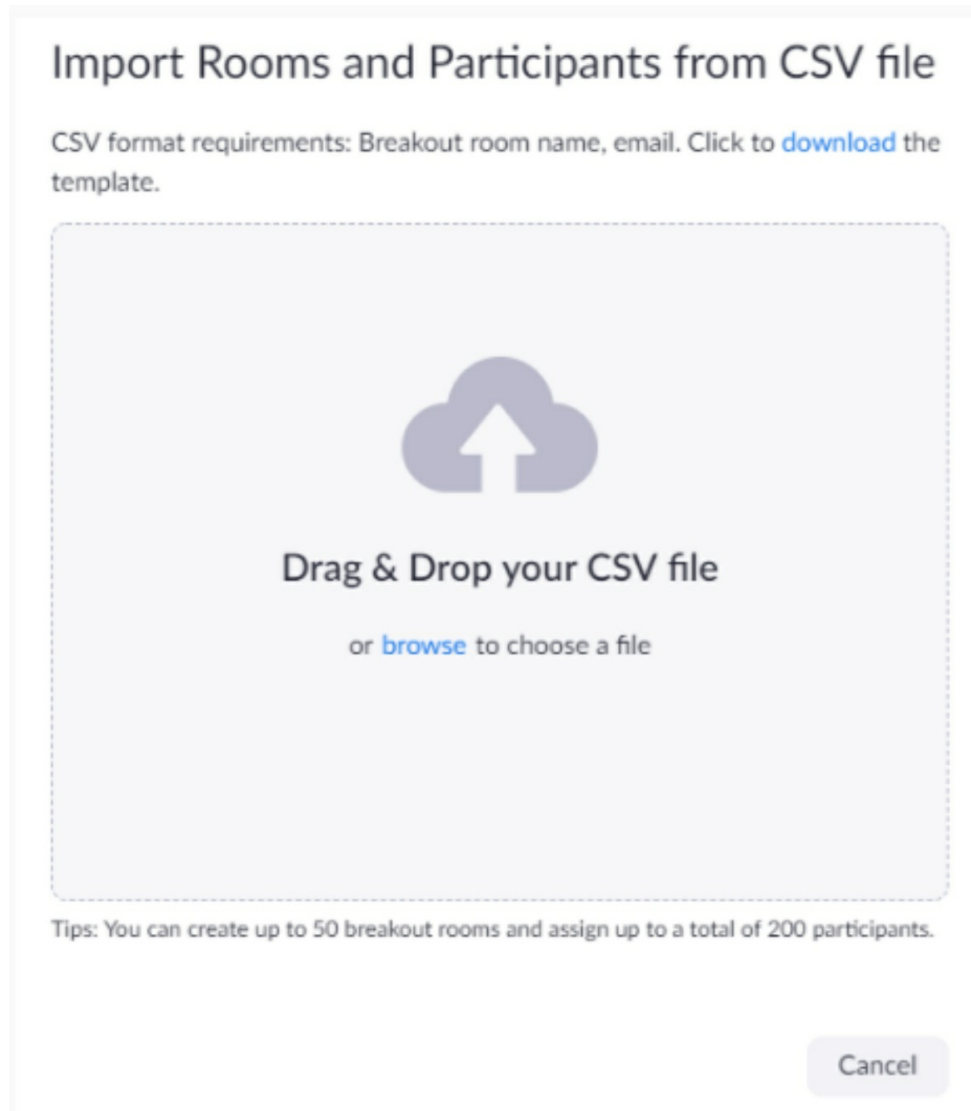 Import Rooms and Participants from CSV file
CSV format requirements: Breakout room name, email. Click to download the
template.
Drag & Drop your CSV file
or browse to choose a file
Tips: You can create up to 50 breakout rooms and assign up to a total of 200 participants.
Cancel